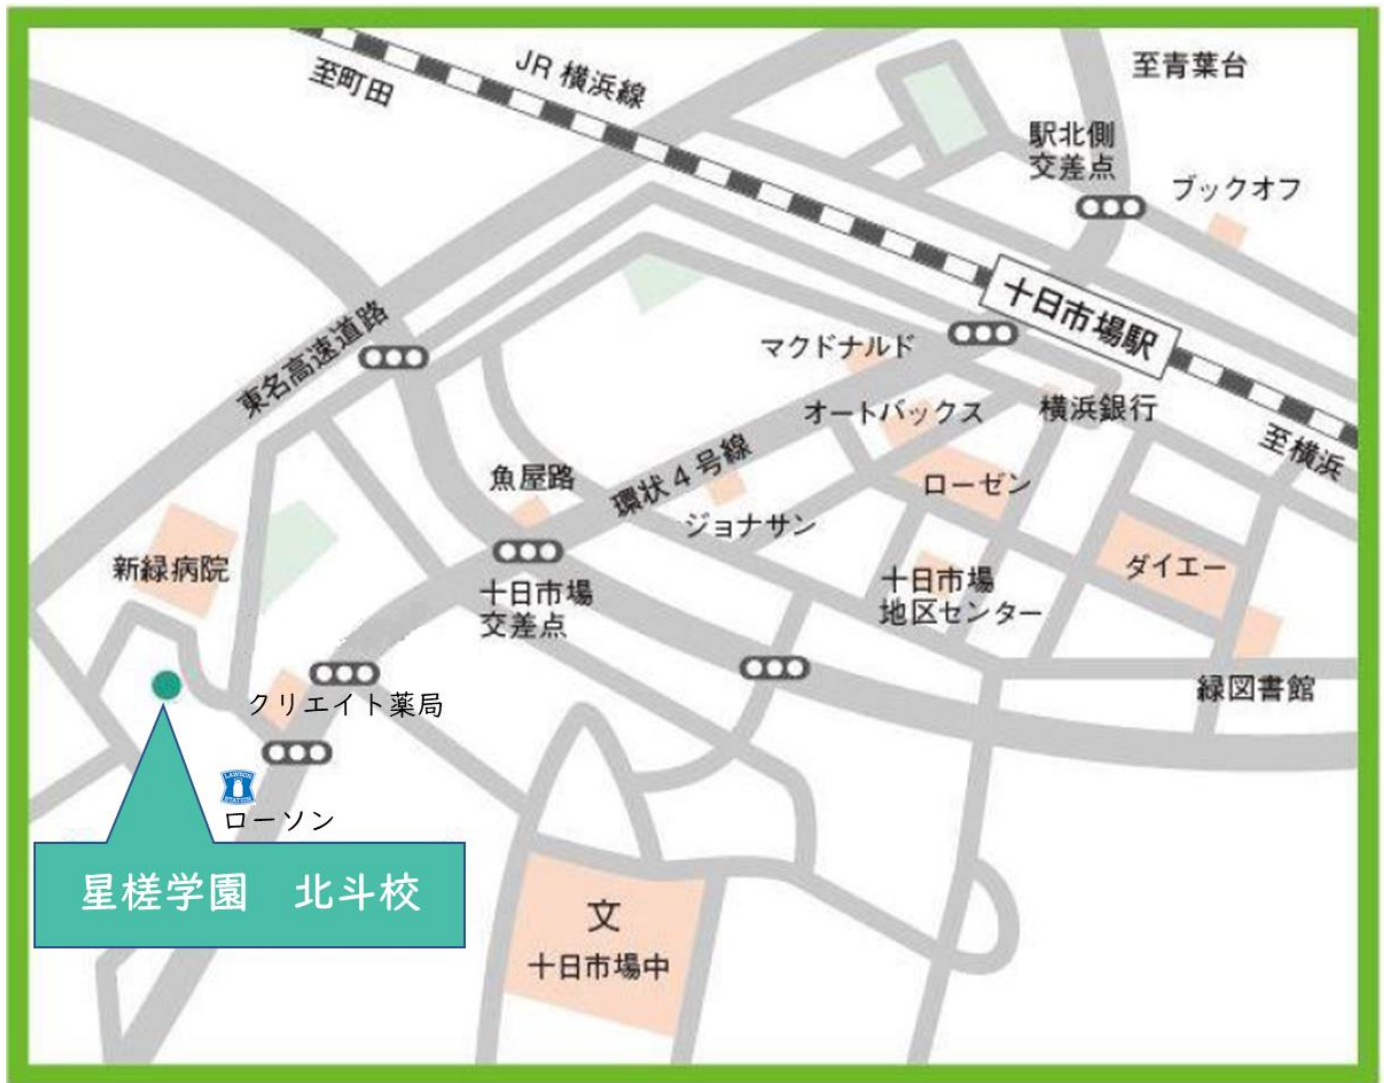 JR 横浜線
至町田
至青葉台
駅北側
交差点
ブックオフ
十日市場駅
東名高速道路
マクドナルド
オートバックス
横浜銀行
至横浜
環状4号線
魚屋路
ローゼン
ジョナサン
新緑病院
十日市場
交差点
十日市場
地区センター
ダイエー
緑図書館
クリエイト薬局
LAWSON
STATION
ローソン
星槎学園 北斗校
文
十日市場中